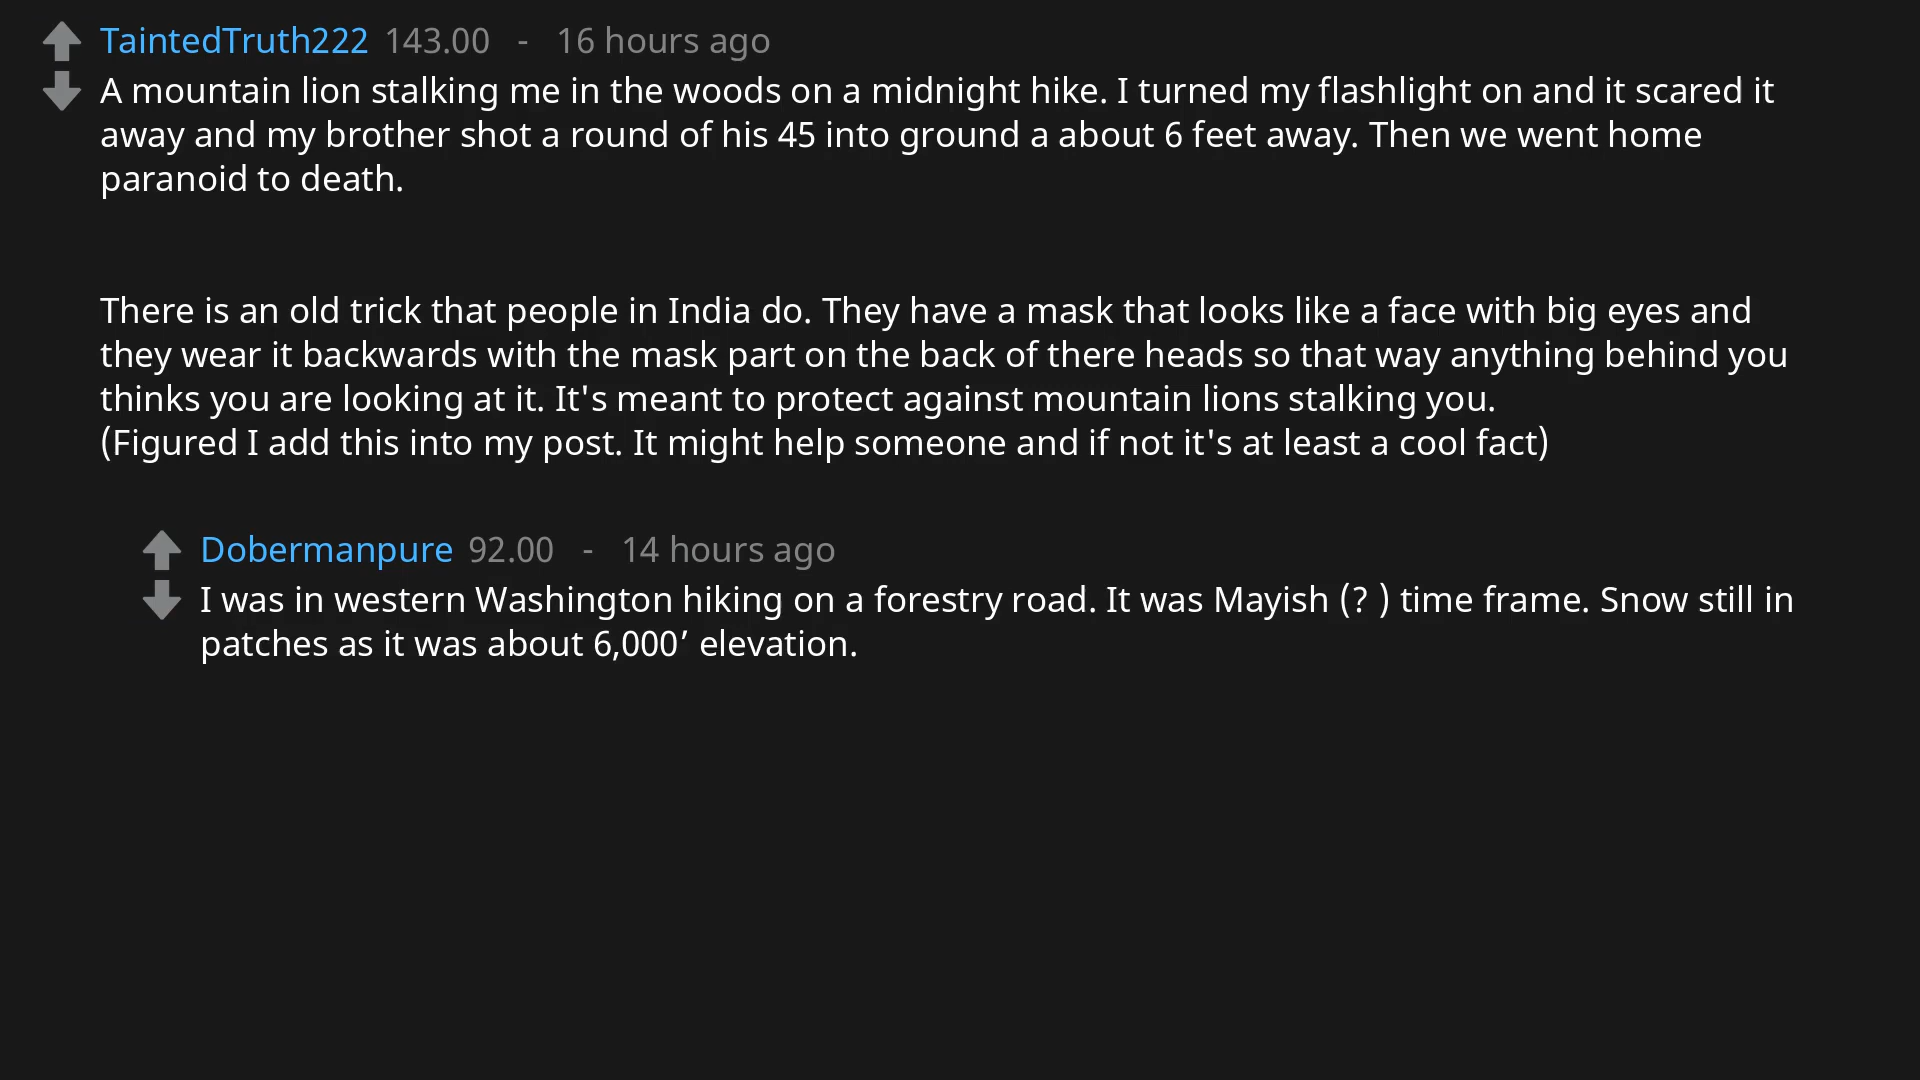 TaintedTruth222 143.00 - 16 hours ago
A mountain lion stalking me in the woods on a midnight hike. I turned my flashlight on and it scared it
away and my brother shot a round of his 45 into ground a about 6 feet away. Then we went home
paranoid to death.
There is an old trick that people in India do. They have a mask that looks like a face with big eyes and
they wear it backwards with the mask part on the back of there heads so that way anything behind you
thinks you are looking at it. It's meant to protect against mountain lions stalking you.
(Figured I add this into my post. It might help someone and if not it's at least a cool fact)
Dobermanpure 92.00 - 14 hours ago
I was in western Washington hiking on a forestry road. It was Mayish (? ) time frame. Snow still in
patches as it was about 6,000’ elevation.